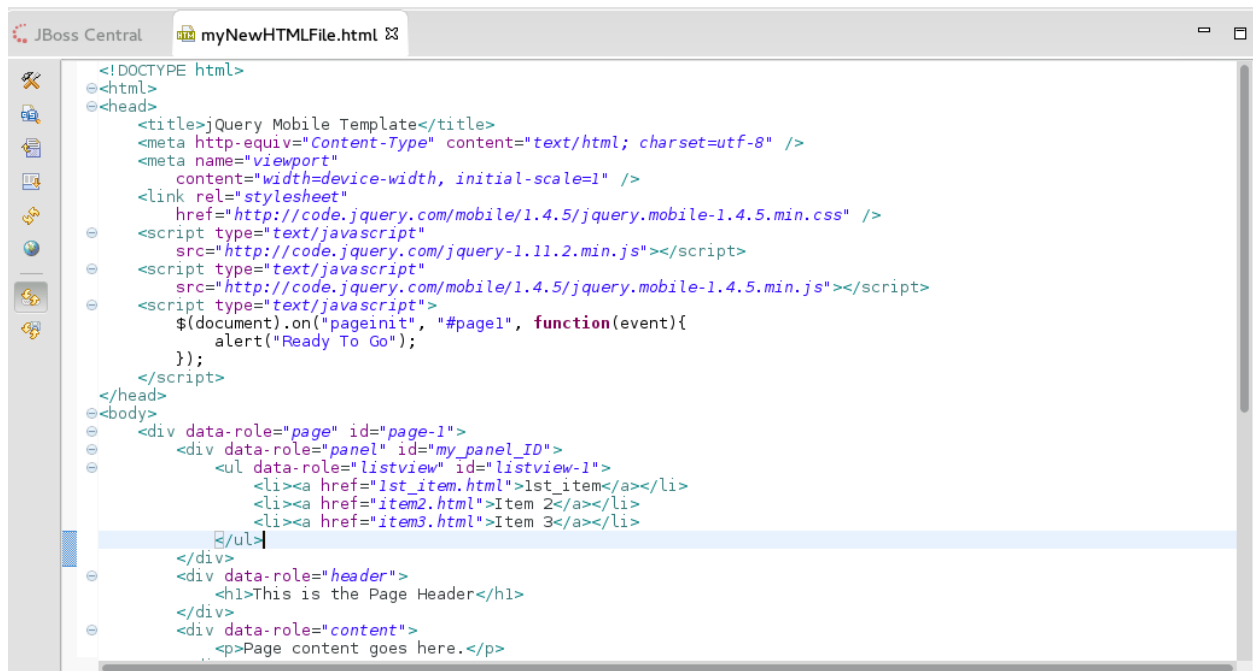 JBoss Central myNewHTMLFile.html
<!DOCTYPE html>
<html>
<head>
    <title>jQuery Mobile Template</title>
    <meta http-equiv="Content-Type" content="text/html; charset=utf-8" />
    <meta name="viewport"
        content="width=device-width, initial-scale=1" />
    <link rel="stylesheet"
        href="http://code.jquery.com/mobile/1.4.5/jquery.mobile-1.4.5.min.css" />
    <script type="text/javascript"
        src="http://code.jquery.com/jquery-1.11.2.min.js"></script>
    <script type="text/javascript"
        src="http://code.jquery.com/mobile/1.4.5/jquery.mobile-1.4.5.min.js"></script>
    <script type="text/javascript">
        $(document).on("pageinit", "#page1", function(event){
            alert("Ready To Go");
        });
    </script>
</head>
<body>
    <div data-role="page" id="page-1">
        <div data-role="panel" id="my_panel_ID">
            <ul data-role="listview" id="listview-1">
                <li><a href="1st_item.html">1st_item</a></li>
                <li><a href="item2.html">Item 2</a></li>
                <li><a href="item3.html">Item 3</a></li>
            </ul>
        </div>
        <div data-role="header">
            <h1>This is the Page Header</h1>
        </div>
        <div data-role="content">
            <p>Page content goes here.</p>